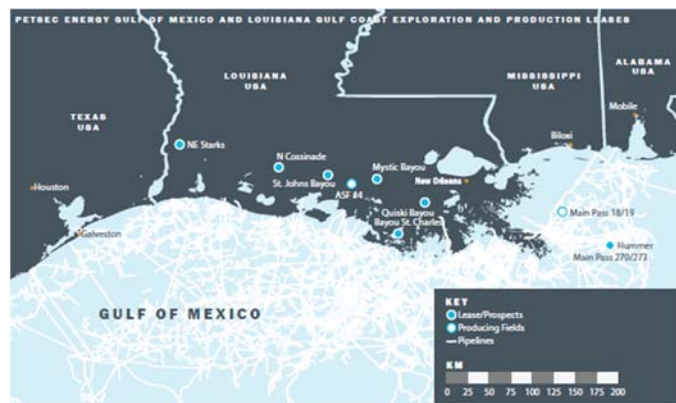 PETSEC ENERGY GULF OF MEXICO AND LOUISIANA GULF COAST EXPLORATION AND PRODUCTION LEASES
ALABAMA
USA
LOUISIANA
USA
MISSISSIPPI
USA
TEXAS
USA
Mobile
Biloxi
NE Starks
N Cossinade
Mystic Bayou
St. Johns Bayou
New Orleans
Houston
ASF #4
Quiski Bayou
Main Pass 18/19
Bayou St. Charles
Galveston
Hummer
Main Pass 270/273
GULF OF MEXICO
KEY
Lease/Prospects
Producing Fields
Pipelines
KM
0 25 50 75 100 125 150 175 200